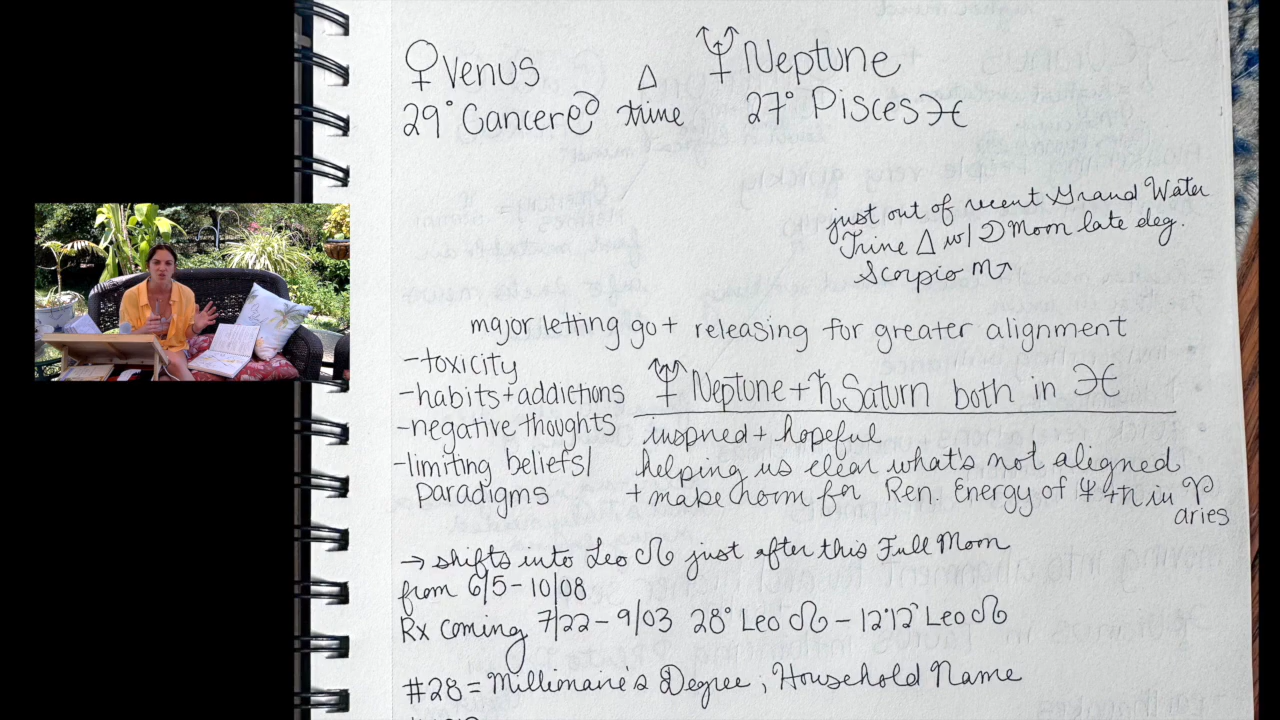 ♀ Venus △ ♆ Neptune
29° Cancer ♋ trine 27° Pisces ♓
just out of recent Grand Water
Trine △ w/ ☽ Moon late deg.
Scorpio ♏
major letting go + releasing for greater alignment
-toxicity
-habits+addictions
-negative thoughts
-limiting beliefs/
paradigms
♆ Neptune + ♄ Saturn both in ♓
inspired + hopeful
helping us clear what's not aligned
+ make room for Ren. Energy of ♆ + ♄ in ♈
aries
→ shifts into Leo ♌ just after this Full Moon
from 6/5-10/08
Rx coming 7/22-9/03 28° Leo ♌ - 12°12' Leo ♌
#28-Millionaire's Degree Household Name